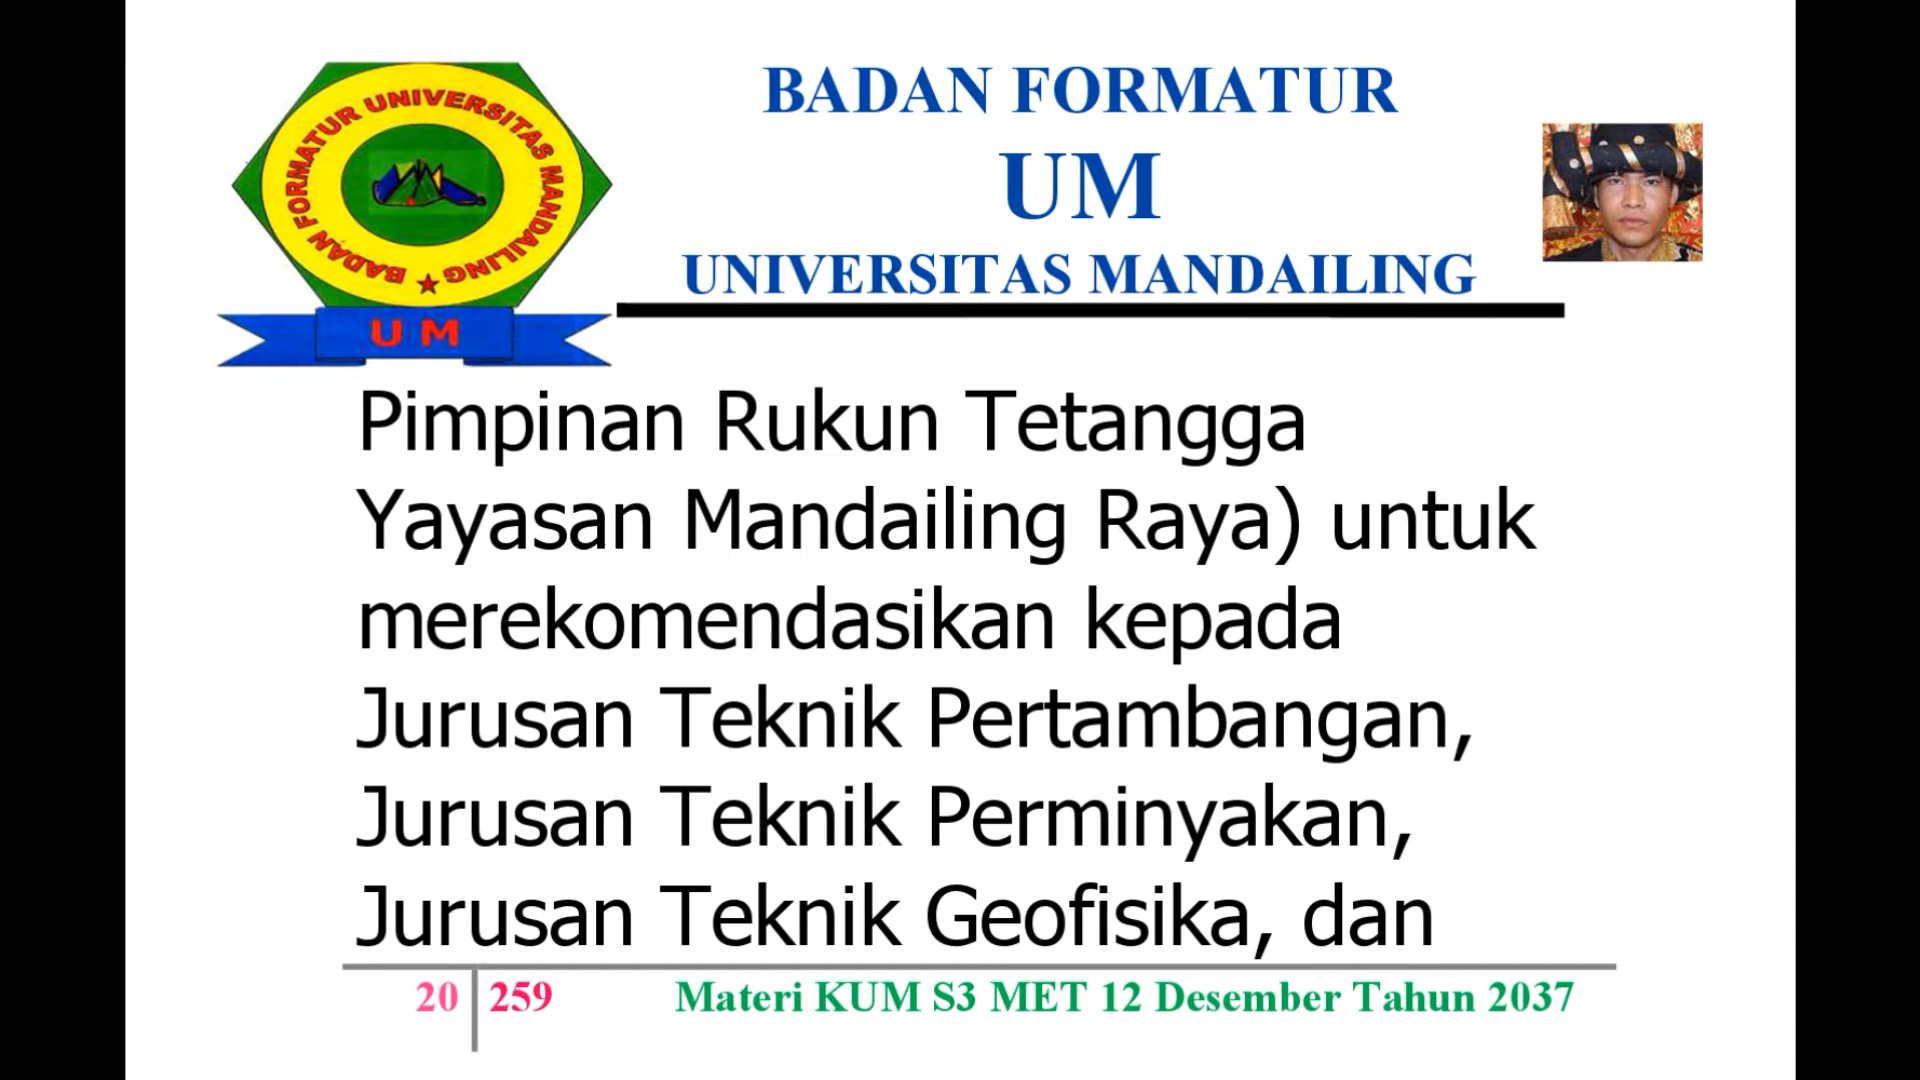 BADAN FORMATUR UNIVERSITAS MANDAILING
U M
BADAN FORMATUR
UM
UNIVERSITAS MANDAILING
Pimpinan Rukun Tetangga
Yayasan Mandailing Raya) untuk
merekomendasikan kepada
Jurusan Teknik Pertambangan,
Jurusan Teknik Perminyakan,
Jurusan Teknik Geofisika, dan
20 259 Materi KUM S3 MET 12 Desember Tahun 2037